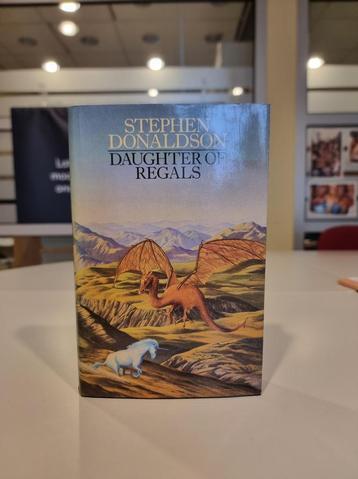 STEPHEN
DONALDSON
DAUGHTER OF
REGALS